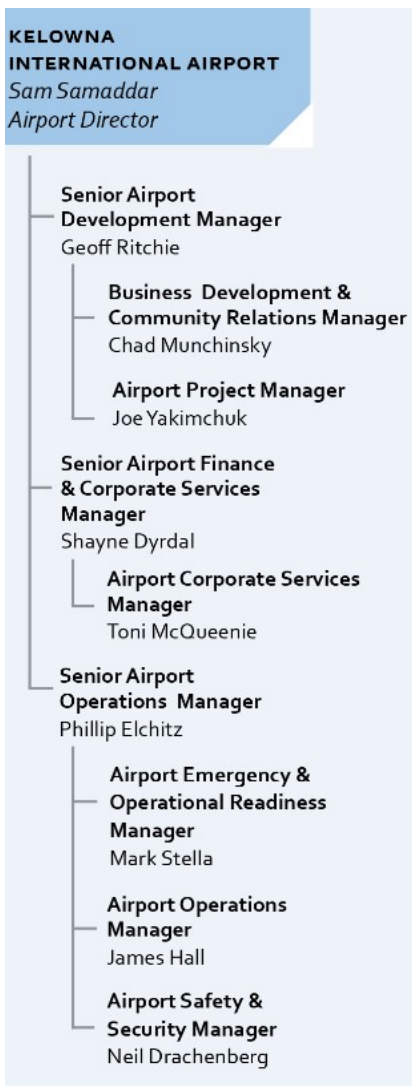 KELOWNA
INTERNATIONAL AIRPORT
Sam Samaddar
Airport Director
Senior Airport
Development Manager
Geoff Ritchie
Business Development &
Community Relations Manager
Chad Munchinsky
Airport Project Manager
Joe Yakimchuk
Senior Airport Finance
& Corporate Services
Manager
Shayne Dyrdal
Airport Corporate Services
Manager
Toni McQueenie
Senior Airport
Operations Manager
Phillip Elchitz
Airport Emergency &
Operational Readiness
Manager
Mark Stella
Airport Operations
Manager
James Hall
Airport Safety &
Security Manager
Neil Drachenberg